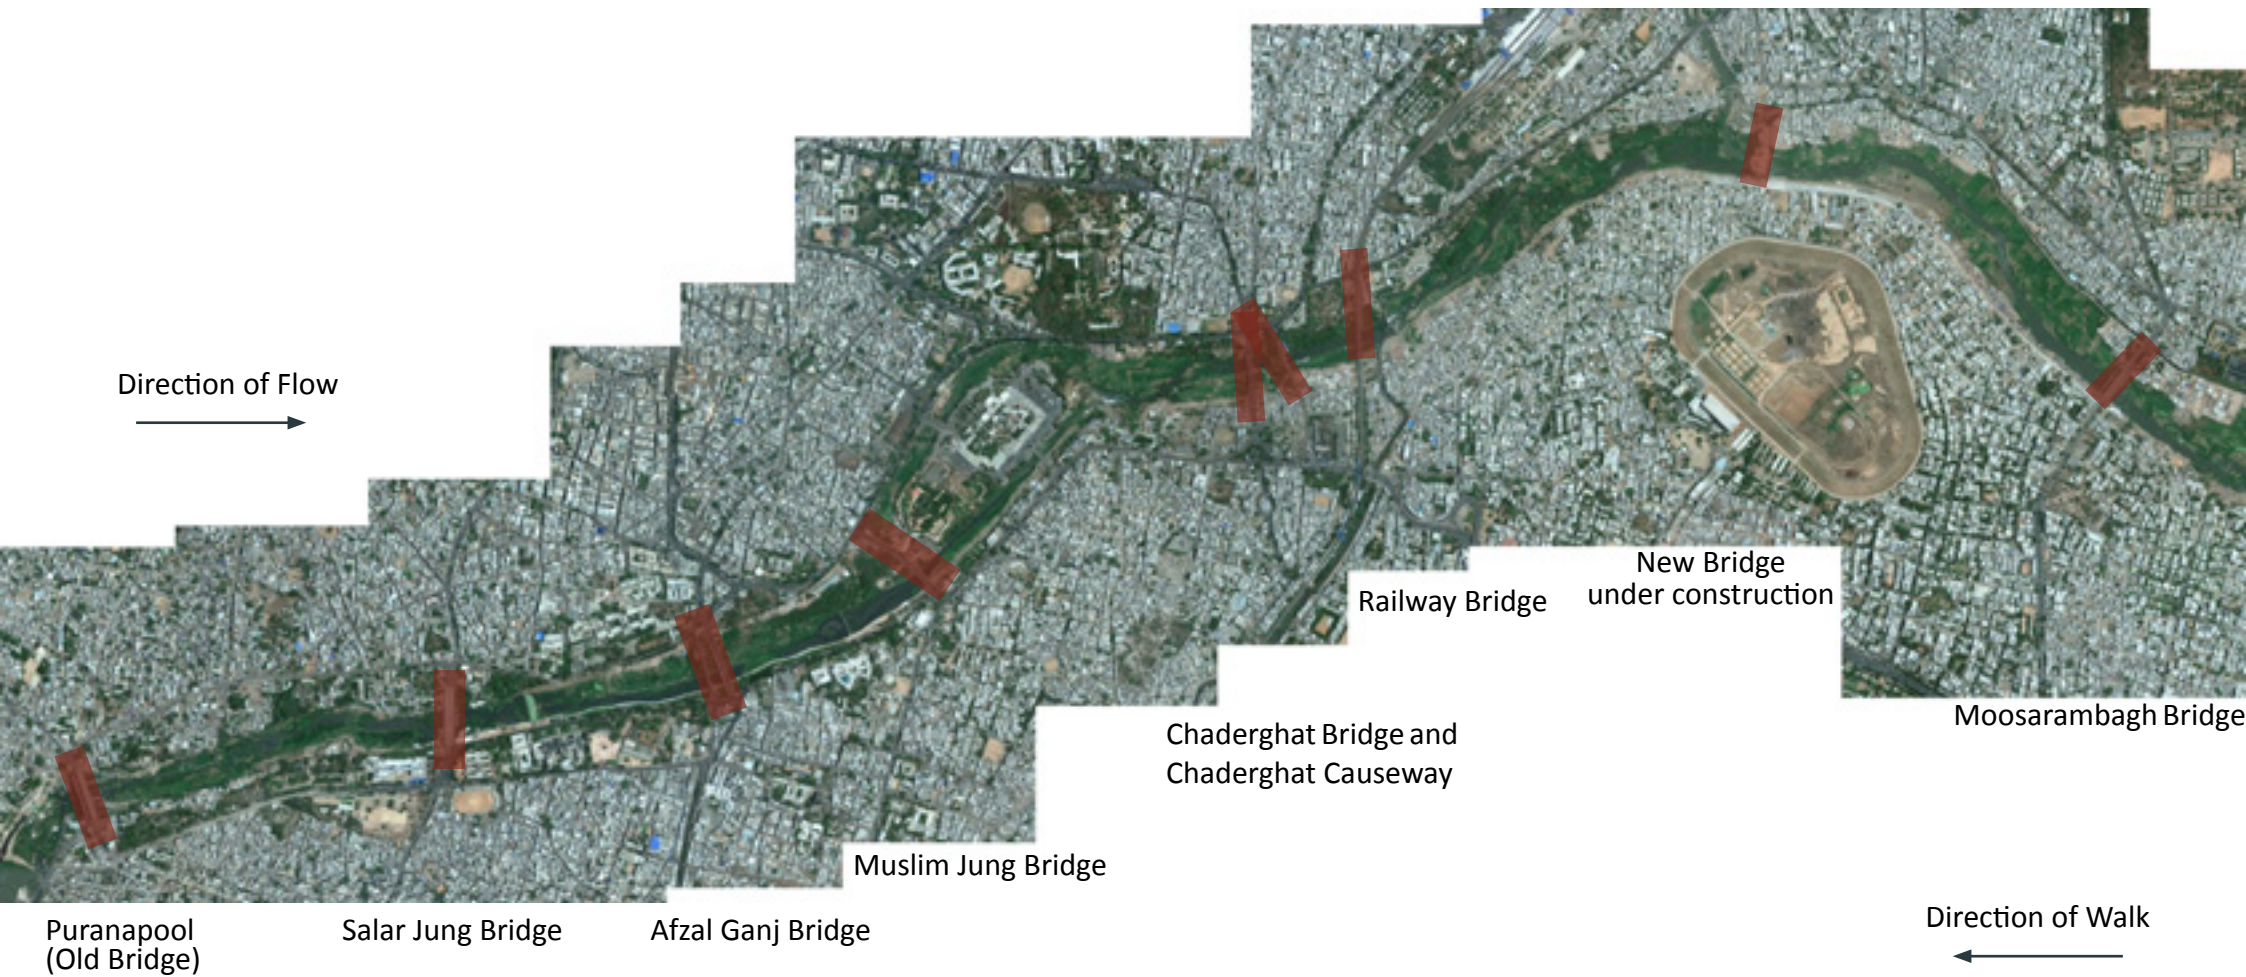 Direction of Flow
New Bridge
under construction
Railway Bridge
Moosarambagh Bridge
Chaderghat Bridge and
Chaderghat Causeway
Muslim Jung Bridge
Puranapool
(Old Bridge)
Salar Jung Bridge
Afzal Ganj Bridge
Direction of Walk